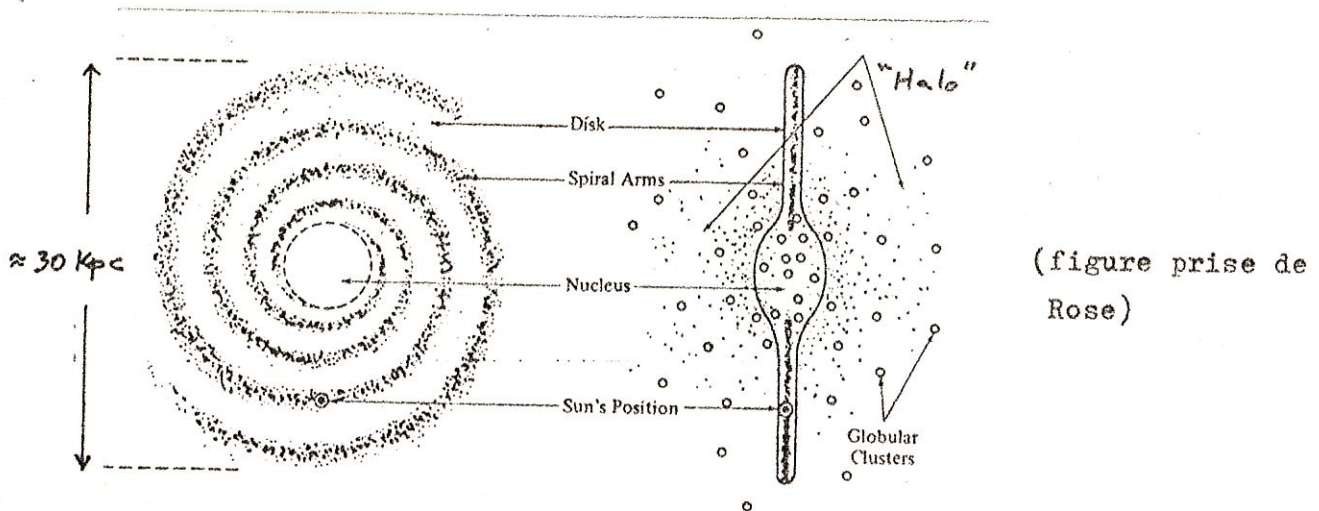 "Halo"
Disk
Spiral Arms
≈ 30 Kpc
(figure prise de
Rose)
Nucleus
Sun's Position
Globular
Clusters